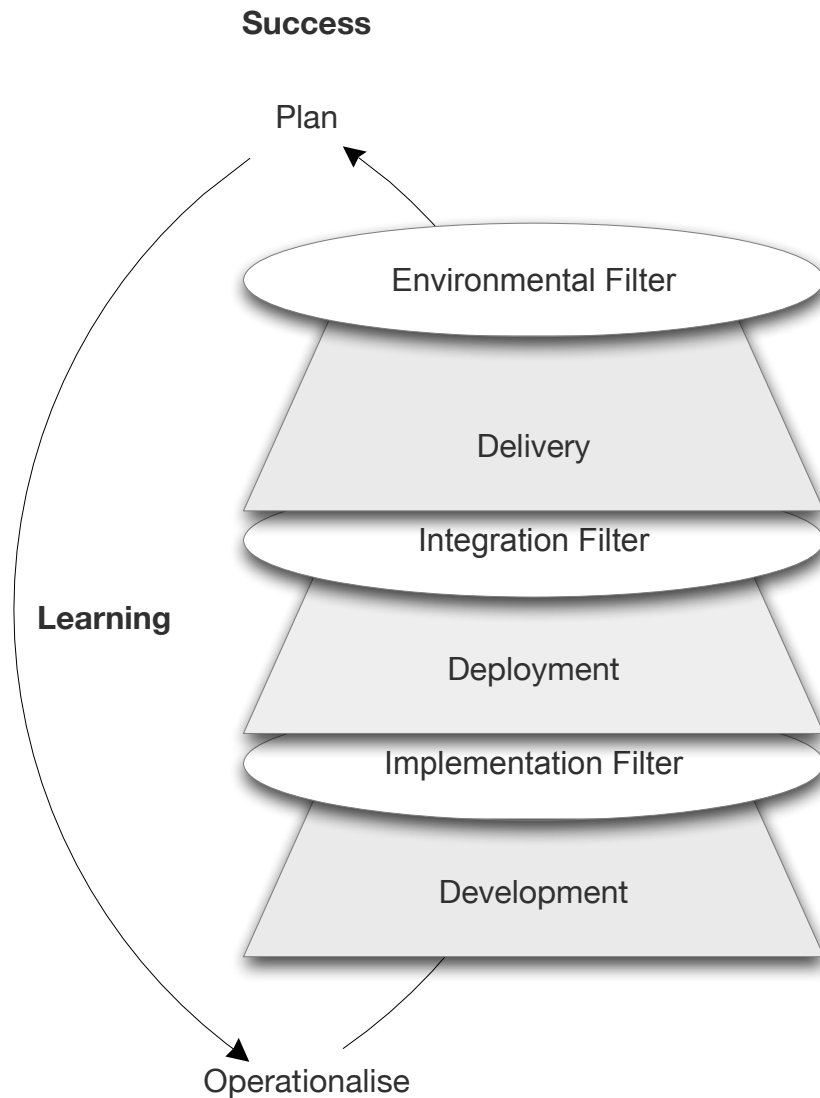 Success
Plan
Environmental Filter
Delivery
Integration Filter
Learning
Deployment
Implementation Filter
Development
Operationalise